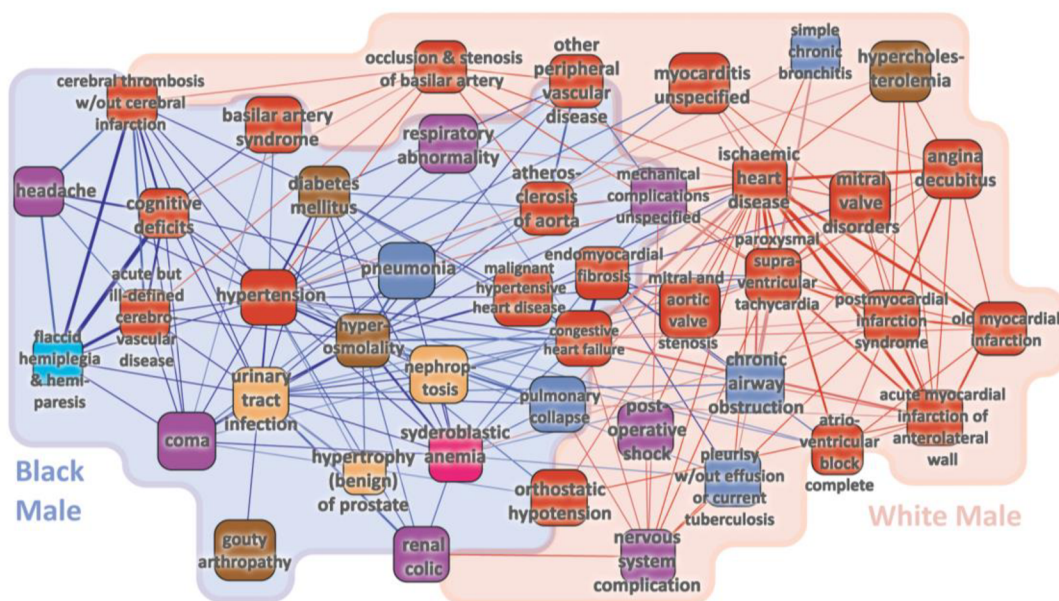 cerebral thrombosis
w/out cerebral
infarction
occlusion & stenosis
of basilar artery
other
peripheral
vascular
disease
myocarditis
unspecified
simple
chronic
bronchitis
hypercholes-
terolemia
basilar artery
syndrome
respiratory
abnormality
headache
cognitive
deficits
diabetes
mellitus
atheros-
clerosis
of aorta
mechanical
complications
unspecified
ischaemic
heart
disease
mitral
valve
disorders
angina
decubitus
acute but
ill-defined
cerebro
vascular
disease
hypertension
pneumonia
malignant
hypertensive
heart disease
endomyocardial
fibrosis
mitral and
aortic
valve
stenosis
paroxysmal
supra-
ventricular
tachycardia
postmyocardial
infarction
syndrome
old myocardial
infarction
flaccid
hemiplegia
& hemi-
paresis
urinary
tract
infection
hyper-
osmolality
nephrop-
tosis
congestive
heart failure
pulmonary
collapse
chronic
airway
obstruction
acute myocardial
infarction of
anterolateral
wall
coma
syderoblastic
anemia
hypertrophy
(benign)
of prostate
post-
operative
shock
pleurisy
w/out effusion
or current
tuberculosis
atrio-
ventricular
block
complete
orthostatic
hypotension
Black
Male
White Male
gouty
arthropathy
renal
colic
nervous
system
complication